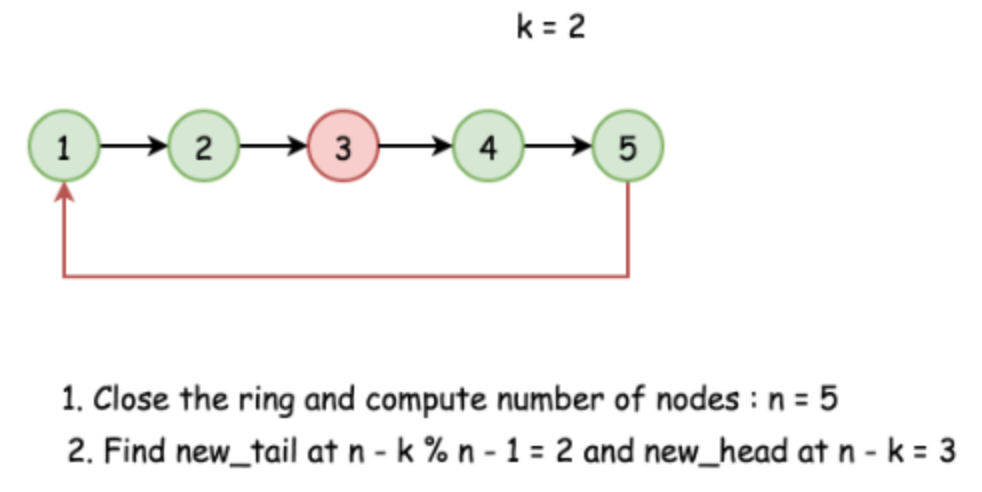 k = 2
1 2 3 4 5
1. Close the ring and compute number of nodes : n = 5
2. Find new_tail at n - k % n - 1 = 2 and new_head at n - k = 3